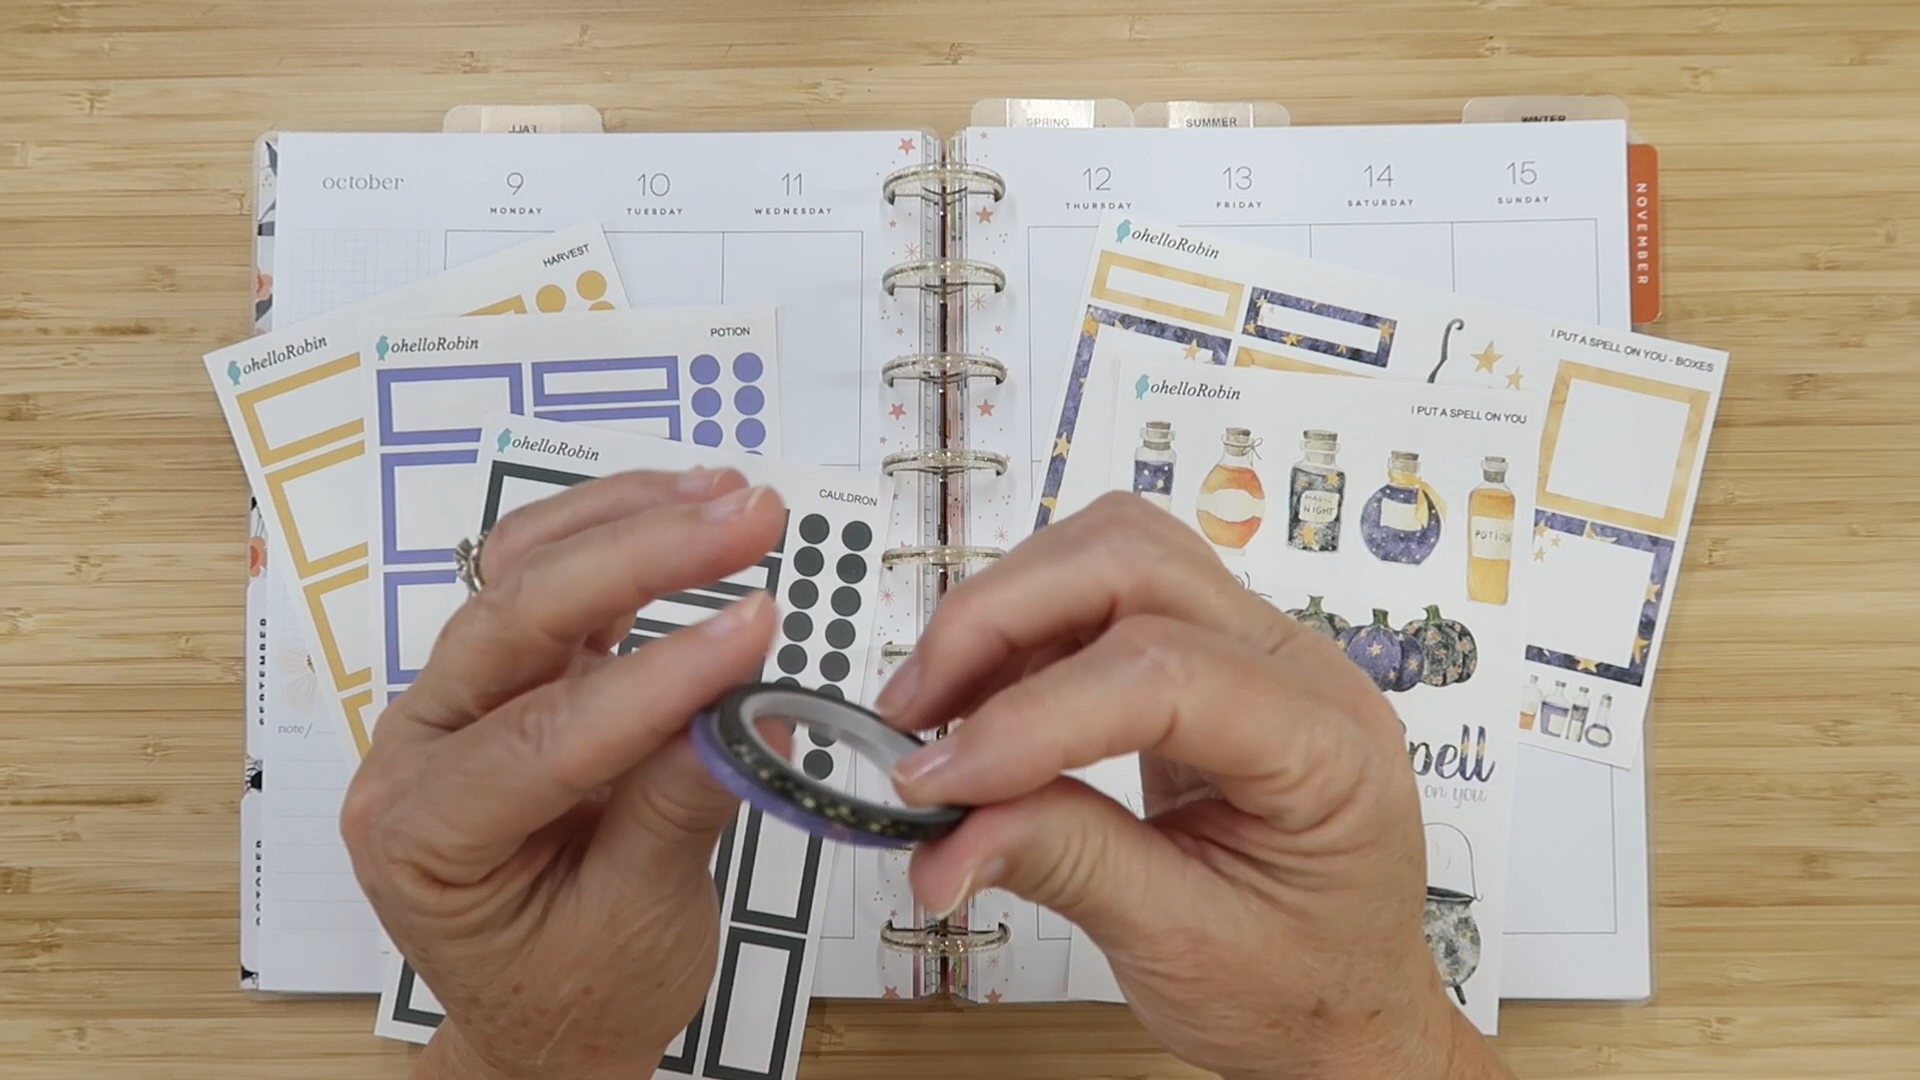 FALL
SPRING
SUMMER
WINTER
october
9
MONDAY
10
TUESDAY
11
WEDNESDAY
12
THURSDAY
13
FRIDAY
14
SATURDAY
15
SUNDAY
NOVEMBER
HARVEST
ohelloRobin
POTION
ohelloRobin
CAULDRON
ohelloRobin
ohelloRobin
I PUT A SPELL ON YOU - BOXES
ohelloRobin
I PUT A SPELL ON YOU
MAGIC
NIGHT
POTION
Spell
on you
SEPTEMBER
OCTOBER
note/